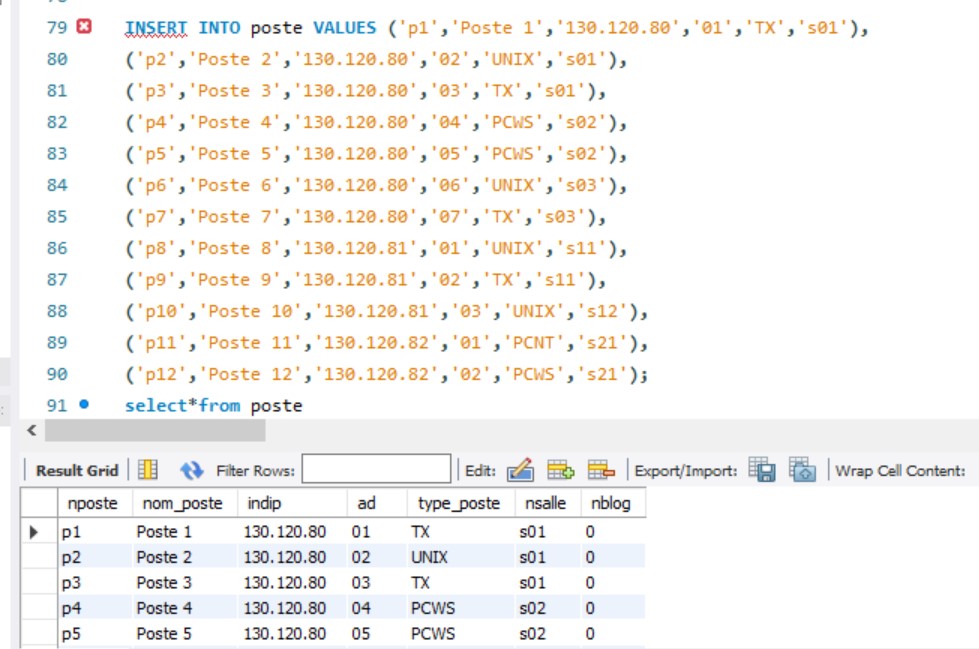 79 INSERT INTO poste VALUES ('p1','Poste 1','130.120.80','01','TX','s01'),
80 ('p2','Poste 2','130.120.80','02','UNIX','s01'),
81 ('p3','Poste 3','130.120.80','03','TX','s01'),
82 ('p4','Poste 4','130.120.80','04','PCWS','s02'),
83 ('p5','Poste 5','130.120.80','05','PCWS','s02'),
84 ('p6','Poste 6','130.120.80','06','UNIX','s03'),
85 ('p7','Poste 7','130.120.80','07','TX','s03'),
86 ('p8','Poste 8','130.120.81','01','UNIX','s11'),
87 ('p9','Poste 9','130.120.81','02','TX','s11'),
88 ('p10','Poste 10','130.120.81','03','UNIX','s12'),
89 ('p11','Poste 11','130.120.82','01','PCNT','s21'),
90 ('p12','Poste 12','130.120.82','02','PCWS','s21');
91 select*from poste
Result Grid Filter Rows: Edit: Export/Import: Wrap Cell Content:
nposte nom_poste indip ad type_poste nsalle nblog
p1 Poste 1 130.120.80 01 TX s01 0
p2 Poste 2 130.120.80 02 UNIX s01 0
p3 Poste 3 130.120.80 03 TX s01 0
p4 Poste 4 130.120.80 04 PCWS s02 0
p5 Poste 5 130.120.80 05 PCWS s02 0